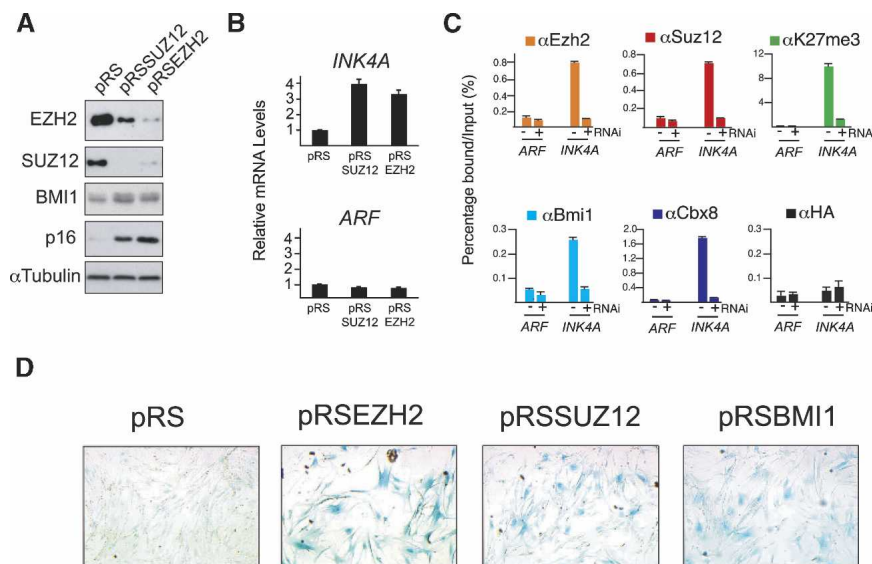 A
pRS
pRSSUZ12
pRSEZH2
EZH2
SUZ12
BMI1
p16
αTubulin
B
Relative mRNA Levels
INK4A
4
3
2
1
pRS
pRS SUZ12
pRS EZH2
ARF
4
3
2
1
pRS
pRS SUZ12
pRS EZH2
C
Percentage bound/Input (%)
αEzh2
0.8
0.6
0.4
0.2
- + - +
ARF INK4A
αSuz12
0.8
0.6
0.4
0.2
- + - + RNAi
ARF INK4A
αK27me3
12
4
- + - + RNAi
ARF INK4A
αBmi1
0.3
0.2
0.1
- + - + RNAi
ARF INK4A
αCbx8
2.0
1.6
1.2
0.8
0.4
- + - + RNAi
ARF INK4A
αHA
0.3
0.2
0.1
- + - + RNAi
ARF INK4A
D
pRS
pRSEZH2
pRSSUZ12
pRSBMI1